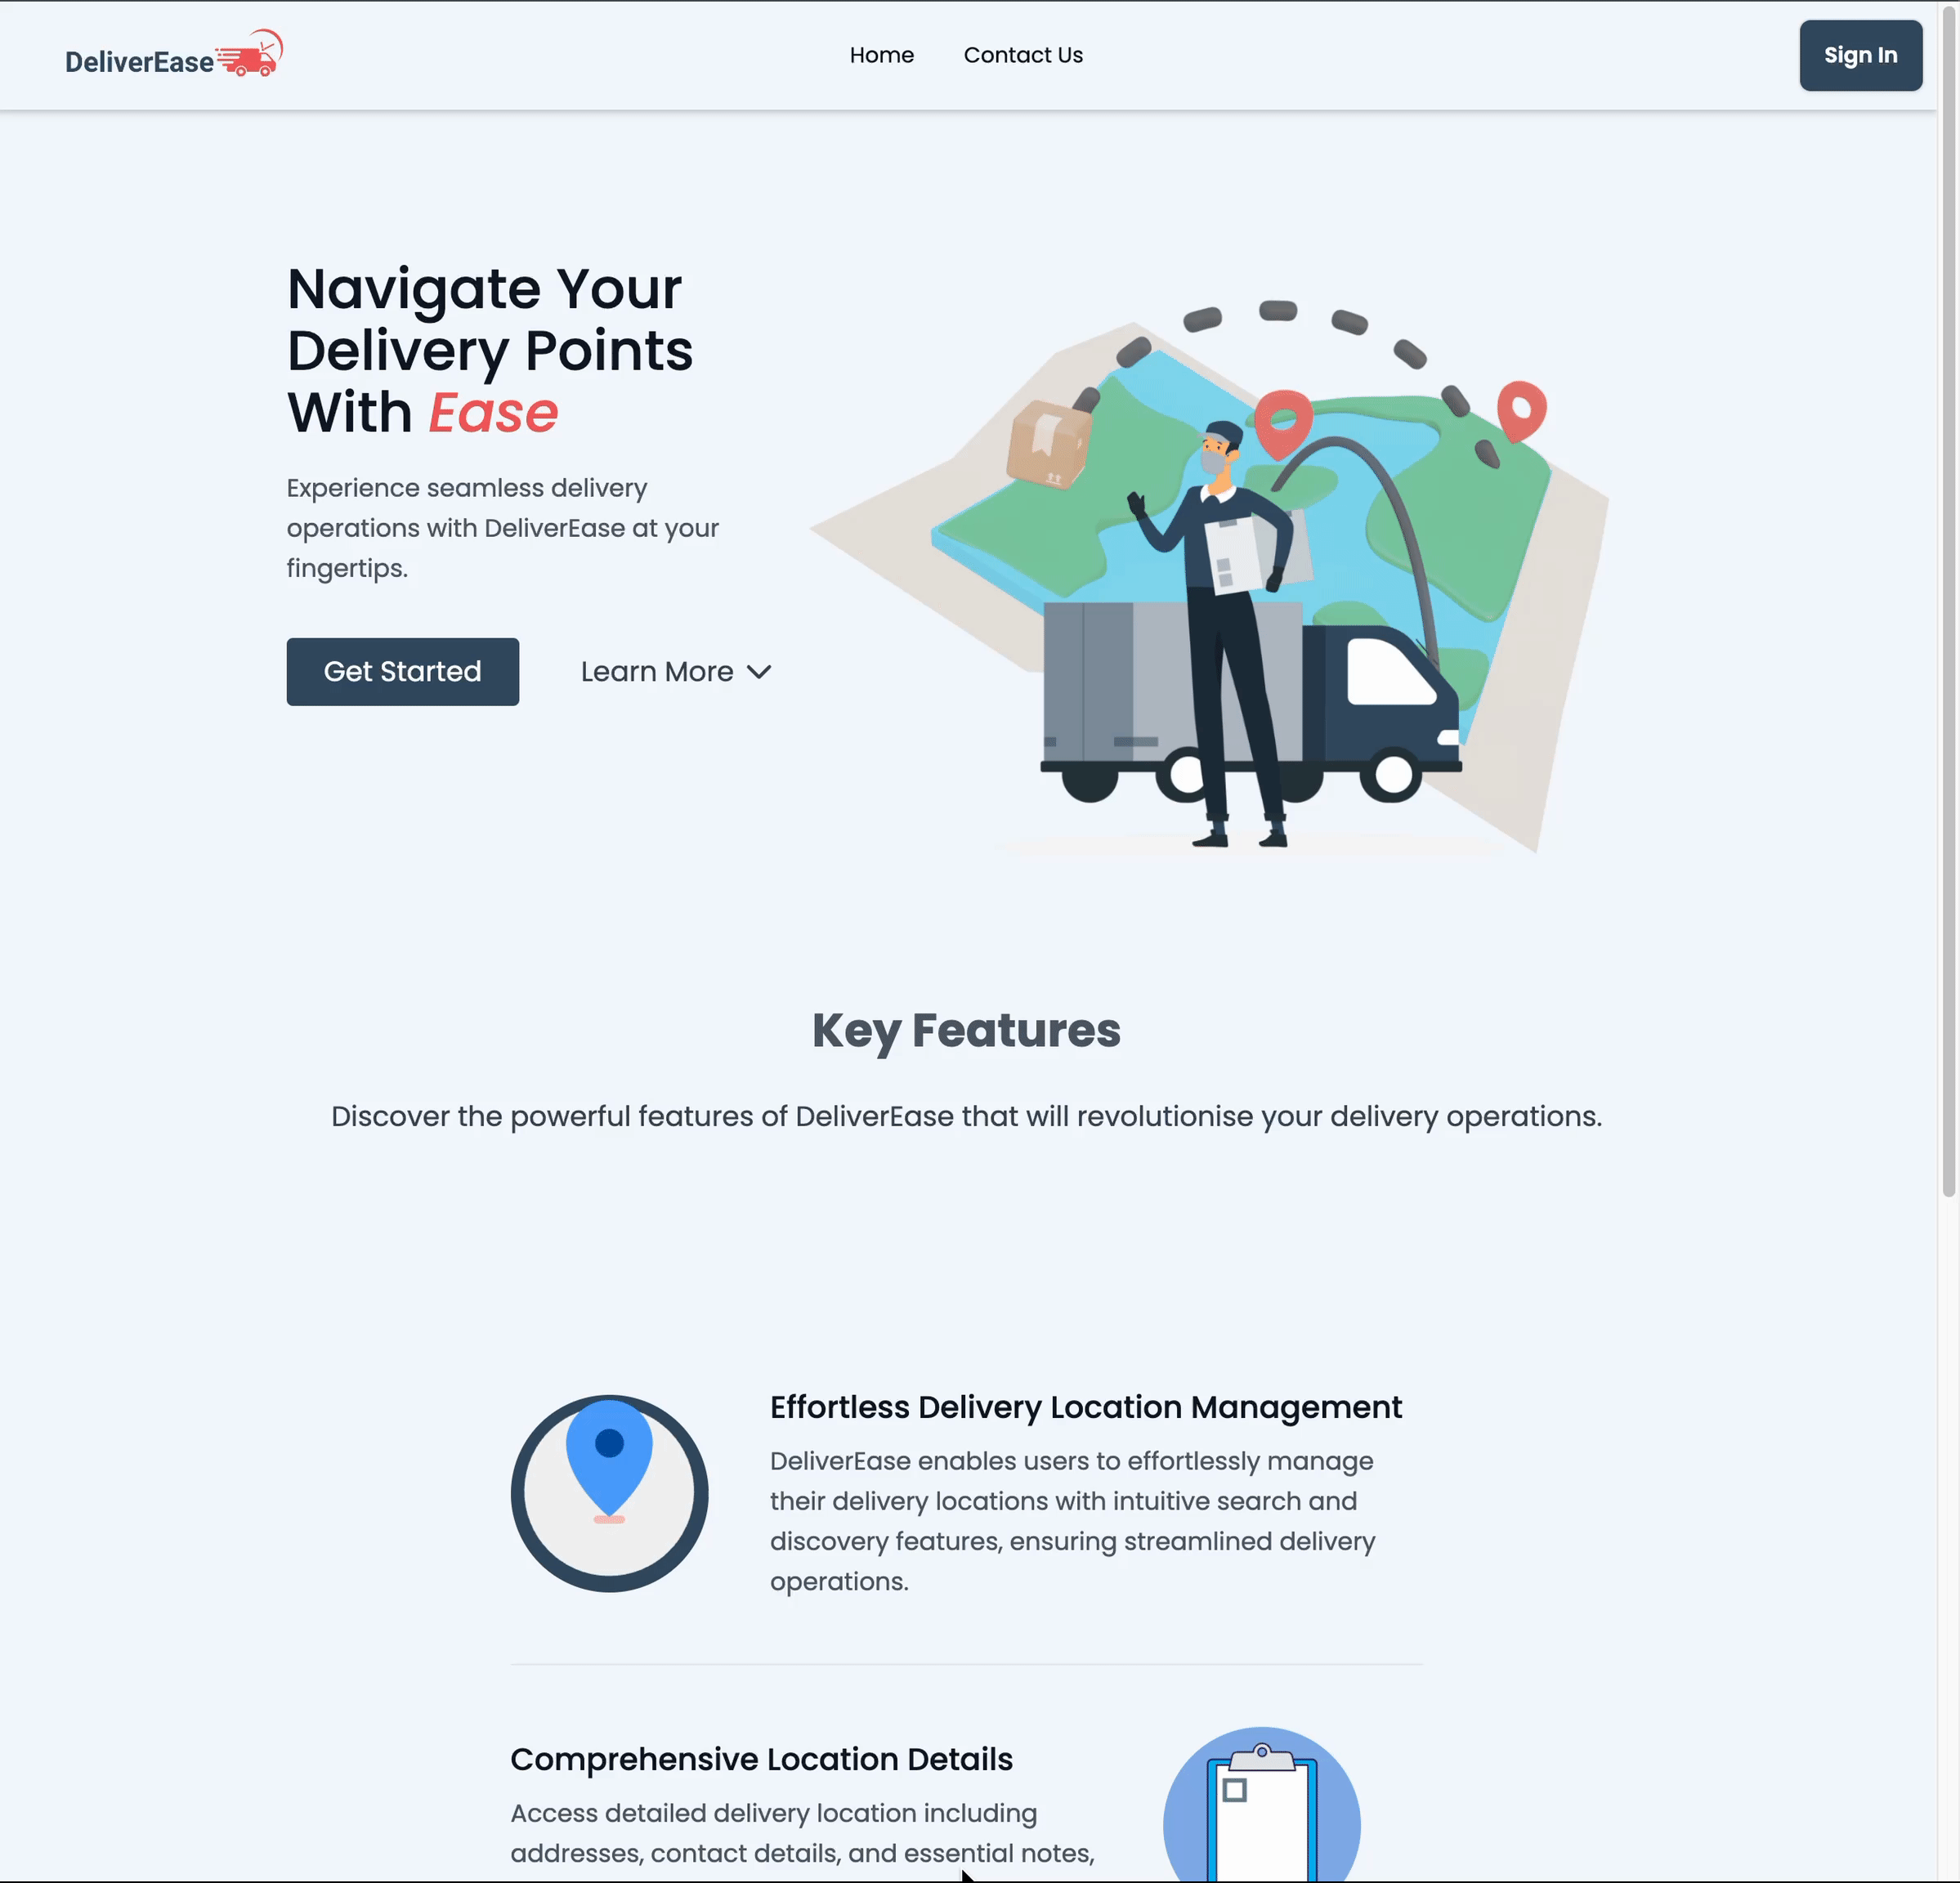 DeliverEase
Home
Contact Us
Sign In
Navigate Your
Delivery Points
With Ease
Experience seamless delivery
operations with DeliverEase at your
fingertips.
Get Started
Learn More
Key Features
Discover the powerful features of DeliverEase that will revolutionise your delivery operations.
Effortless Delivery Location Management
DeliverEase enables users to effortlessly manage
their delivery locations with intuitive search and
discovery features, ensuring streamlined delivery
operations.
Comprehensive Location Details
Access detailed delivery location including
addresses, contact details, and essential notes,